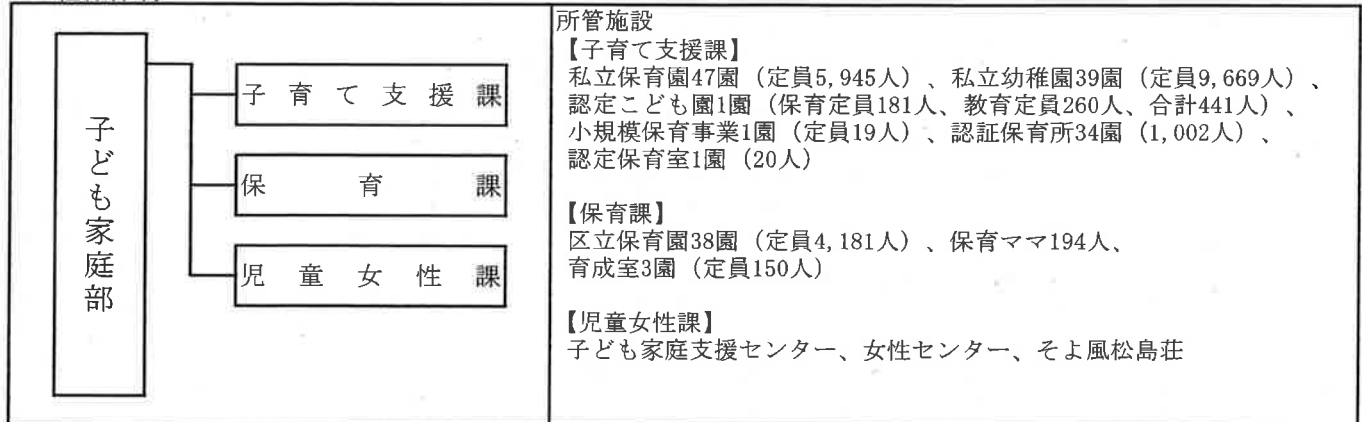 子ども家庭部
子育て支援課
保育課
児童女性課
所管施設
【子育て支援課】
私立保育園47園（定員5,945人）、私立幼稚園39園（定員9,669人）、
認定こども園1園（保育定員181人、教育定員260人、合計441人）、
小規模保育事業1園（定員19人）、認証保育所34園（1,002人）、
認定保育室1園（20人）
【保育課】
区立保育園38園（定員4,181人）、保育ママ194人、
育成室3園（定員150人）
【児童女性課】
子ども家庭支援センター、女性センター、そよ風松島荘